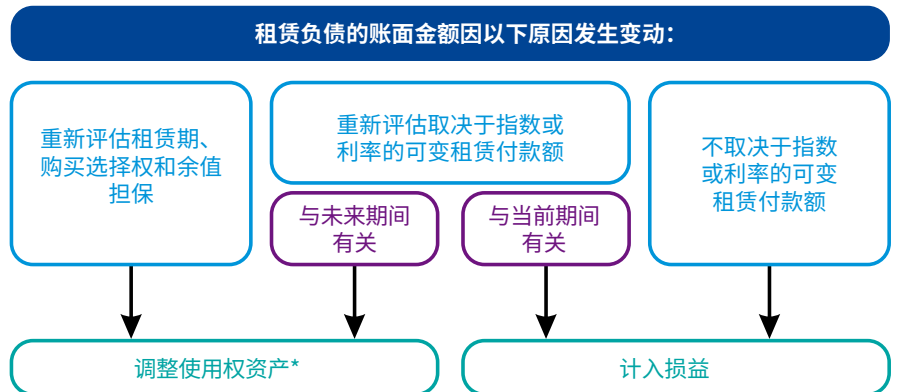 租赁负债的账面金额因以下原因发生变动：
重新评估租赁期、
购买选择权和余值
担保
重新评估取决于指数或
利率的可变租赁付款额
与未来期间
有关
与当前期间
有关
不取决于指数
或利率的可变
租赁付款额
调整使用权资产*
计入损益